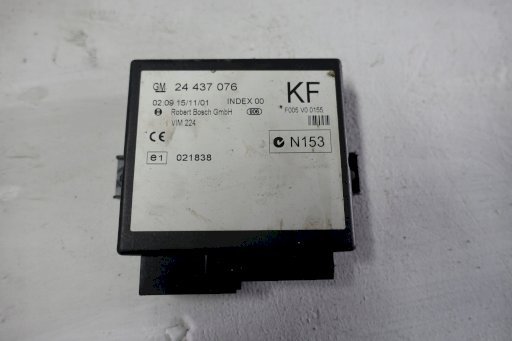 GM 24 437 076 KF
02:09 15/11/01 INDEX 00
Robert Bosch GmbH F005 V0 0155
VIM 224
CE N153
e1 021838